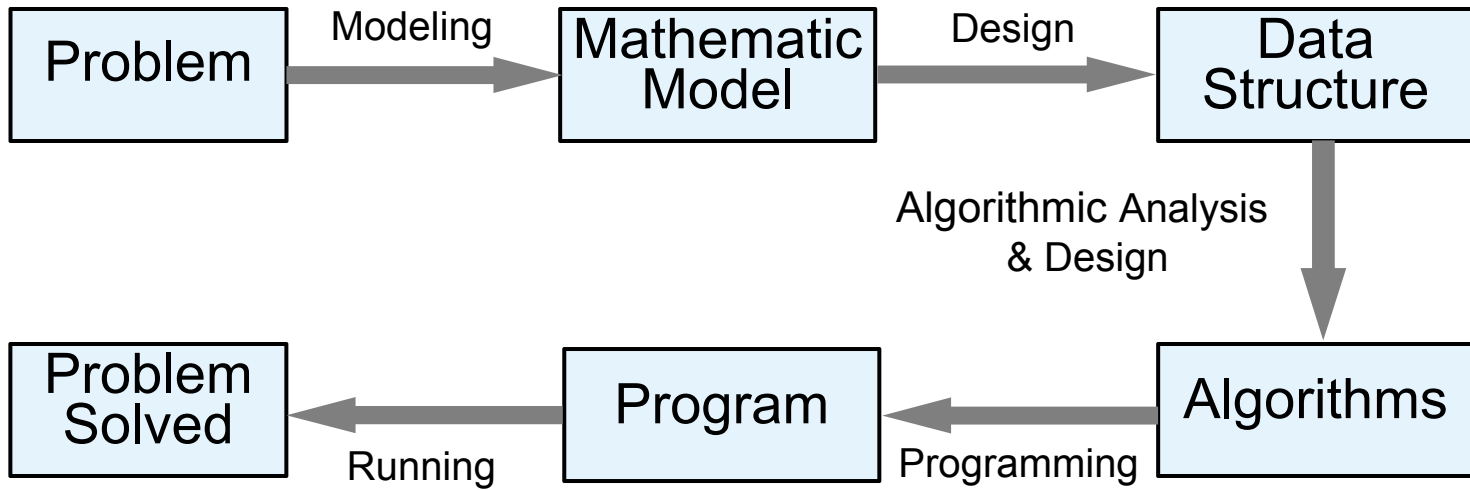 Problem
Modeling
Mathematic
Model
Design
Data
Structure
Algorithmic Analysis
& Design
Algorithms
Programming
Program
Running
Problem
Solved